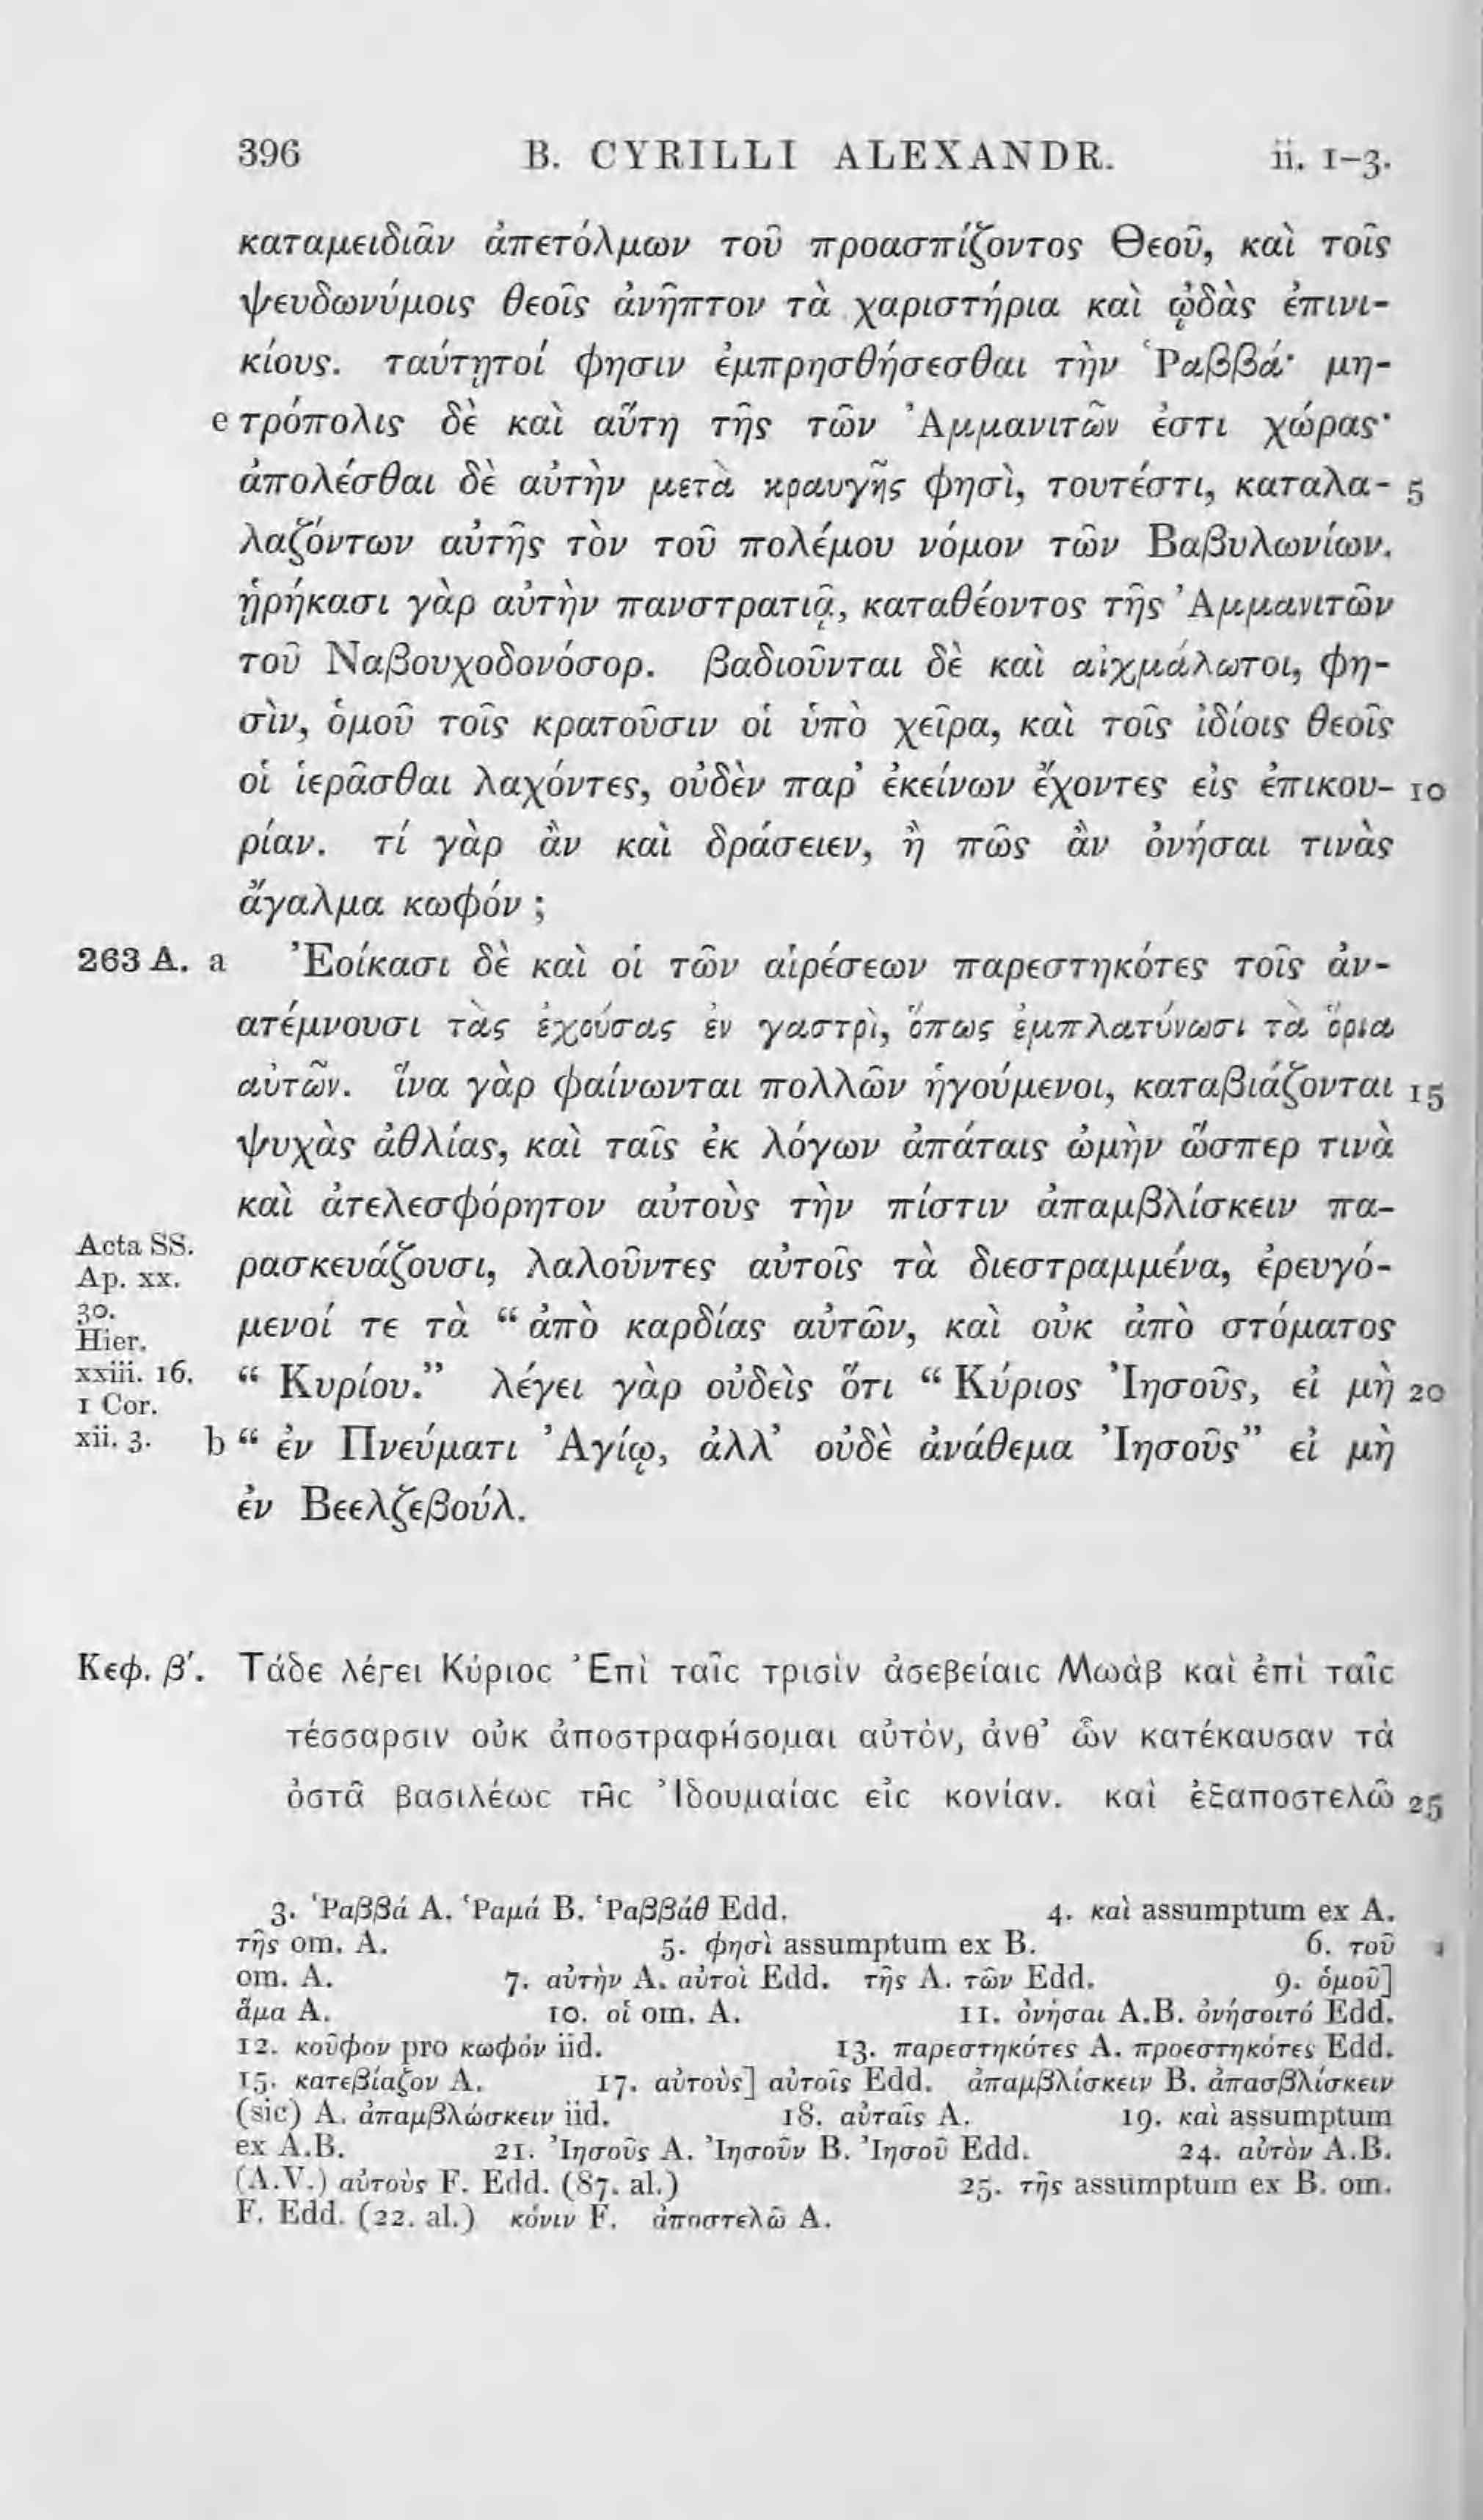 396 B. CYRILLI ALEXANDR. ii. 1-3.
καταμειδιᾶν ἀπετόλμων τοῦ προασπίζοντος Θεοῦ, καὶ τοῖς
ψευδωνύμοις θεοῖς ἀνῆπτον τὰ χαριστήρια καὶ ᾠδὰς ἐπινι-
κίους. ταύτῃτοί φησιν ἐμπρησθήσεσθαι τὴν Ῥαββά· μη-
e τρόπολις δὲ καὶ αὕτη τῆς τῶν Ἀμμανιτῶν ἐστι χώρας·
ἀπολέσθαι δὲ αὐτὴν μετὰ κραυγῆς φησὶ, τουτέστι, καταλα- 5
λαζόντων αὐτῆς τὸν τοῦ πολέμου νόμον τῶν Βαβυλωνίων.
ᾑρήκασι γὰρ αὐτὴν πανστρατιᾷ, καταθέοντος τῆς Ἀμμανιτῶν
τοῦ Ναβουχοδονόσορ. βαδιοῦνται δὲ καὶ αἰχμάλωτοι, φη-
σὶν, ὁμοῦ τοῖς κρατοῦσιν οἱ ὑπὸ χεῖρα, καὶ τοῖς ἰδίοις θεοῖς
οἱ ἱερᾶσθαι λαχόντες, οὐδὲν παρ’ ἐκείνων ἔχοντες εἰς ἐπικου- 10
ρίαν. τί γὰρ ἂν καὶ δράσειεν, ἢ πῶς ἂν ὀνήσαι τινὰς
ἄγαλμα κωφόν ;
263 A. a Ἐοίκασι δὲ καὶ οἱ τῶν αἱρέσεων παρεστηκότες τοῖς ἀν-
ατέμνουσι τὰς ἐχούσας ἐν γαστρὶ, ὅπως ἐμπλατύνωσι τὰ ὅρια
αὐτῶν. ἵνα γὰρ φαίνωνται πολλῶν ἡγούμενοι, καταβιάζονται 15
ψυχὰς ἀθλίας, καὶ ταῖς ἐκ λόγων ἀπάταις ὠμὴν ὥσπερ τινὰ
καὶ ἀτελεσφόρητον αὐτοὺς τὴν πίστιν ἀπαμβλίσκειν πα-
Acta SS.
Ap. xx.
30.
ρασκευάζουσι, λαλοῦντες αὐτοῖς τὰ διεστραμμένα, ἐρευγό-
Hier.
xxiii. 16.
μενοί τε τὰ “ ἀπὸ καρδίας αὐτῶν, καὶ οὐκ ἀπὸ στόματος
1 Cor.
xii. 3.
“ Κυρίου.” λέγει γὰρ οὐδεὶς ὅτι “ Κύριος Ἰησοῦς, εἰ μὴ 20
b “ ἐν Πνεύματι Ἁγίῳ, ἀλλ’ οὐδὲ ἀνάθεμα Ἰησοῦς” εἰ μὴ
ἐν Βεελζεβούλ.
Κεφ. β΄. Τάδε λέγει Κύριος Ἐπὶ ταῖς τρισὶν ἀσεβείαις Μωὰβ καὶ ἐπὶ ταῖς
τέσσαρσιν οὐκ ἀποστραφήσομαι αὐτὸν, ἀνθ’ ὧν κατέκαυσαν τὰ
ὀστᾶ βασιλέως τῆς Ἰδουμαίας εἰς κονίαν. καὶ ἐξαποστελῶ 25
3. Ῥαββά A. Ῥαμά B. Ῥαββάθ Edd. 4. καὶ assumptum ex A.
τῆς om. A. 5. φησὶ assumptum ex B. 6. τοῦ
om. A. 7. αὐτὴν A. αὐτοὶ Edd. τῆς A. τῶν Edd. 9. ὁμοῦ]
ἅμα A. 10. οἱ om. A. 11. ὀνήσαι A.B. ὀνήσοιτό Edd.
12. κοῦφον pro κωφόν iid. 13. παρεστηκότες A. προεστηκότες Edd.
15. κατεβίαζον A. 17. αὐτοὺς] αὐτοῖς Edd. ἀπαμβλίσκειν B. ἀπασβλίσκειν
(sic) A. ἀπαμβλώσκειν iid. 18. αὐταῖς A. 19. καὶ assumptum
ex A.B. 21. Ἰησοῦς A. Ἰησοῦν B. Ἰησοῦ Edd. 24. αὐτὸν A.B.
(A.V.) αὐτοὺς F. Edd. (87. al.) 25. τῆς assumptum ex B. om.
F. Edd. (22. al.) κόνιν F. ἀποστελῶ A.